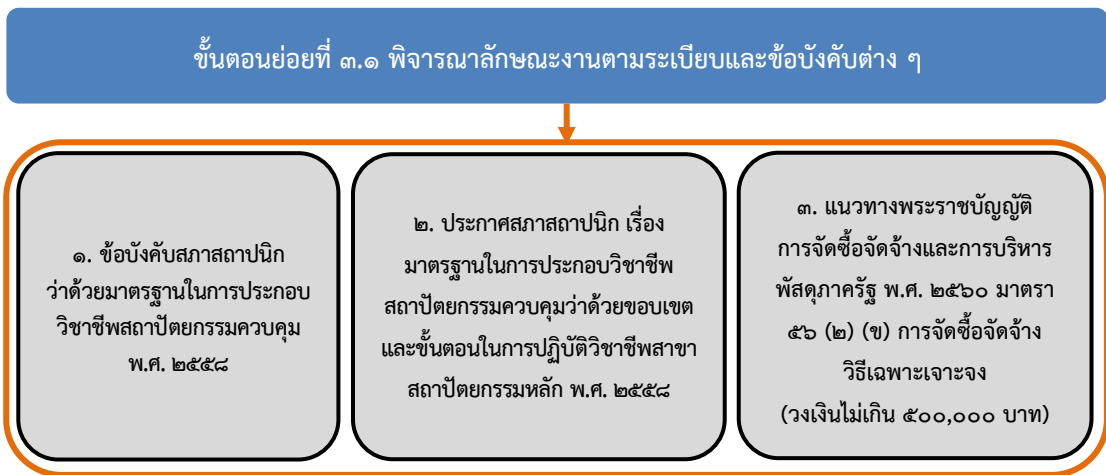 ขั้นตอนย่อยที่ ๓.๑ พิจารณาลักษณะงานตามระเบียบและข้อบังคับต่าง ๆ
๑. ข้อบังคับสภาสถาปนิก
ว่าด้วยมาตรฐานในการประกอบ
วิชาชีพสถาปัตยกรรมควบคุม
พ.ศ. ๒๕๕๘
๒. ประกาศสภาสถาปนิก เรื่อง
มาตรฐานในการประกอบวิชาชีพ
สถาปัตยกรรมควบคุมว่าด้วยขอบเขต
และขั้นตอนในการปฏิบัติวิชาชีพสาขา
สถาปัตยกรรมหลัก พ.ศ. ๒๕๕๘
๓. แนวทางพระราชบัญญัติ
การจัดซื้อจัดจ้างและการบริหาร
พัสดุภาครัฐ พ.ศ. ๒๕๖๐ มาตรา
๕๖ (๒) (ข) การจัดซื้อจัดจ้าง
วิธีเฉพาะเจาะจง
(วงเงินไม่เกิน ๕๐๐,๐๐๐ บาท)